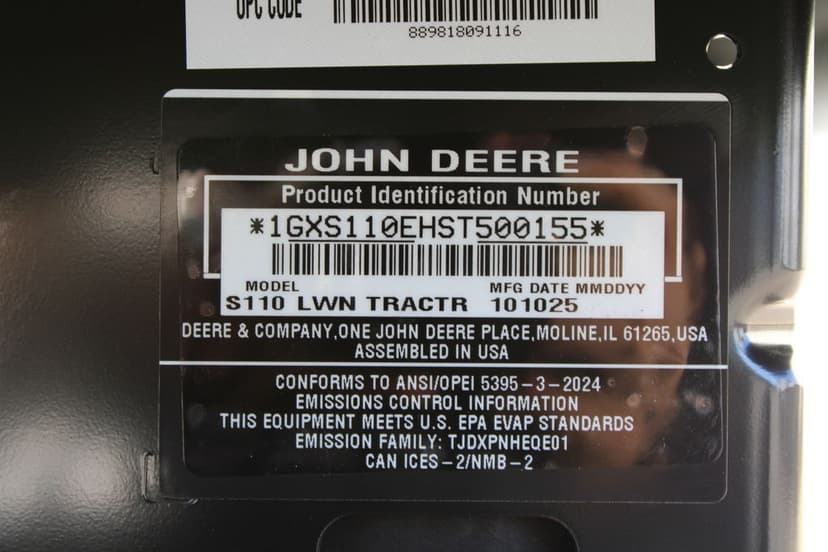 UPC CODE
889818091116
JOHN DEERE
Product Identification Number
*1GXS110EHST500155*
MODEL MFG DATE MMDDYY
S110 LWN TRACTR 101025
DEERE & COMPANY,ONE JOHN DEERE PLACE,MOLINE,IL 61265,USA
ASSEMBLED IN USA
CONFORMS TO ANSI/OPEI 5395-3-2024
EMISSIONS CONTROL INFORMATION
THIS EQUIPMENT MEETS U.S. EPA EVAP STANDARDS
EMISSION FAMILY: TJDXPNHEQE01
CAN ICES-2/NMB-2